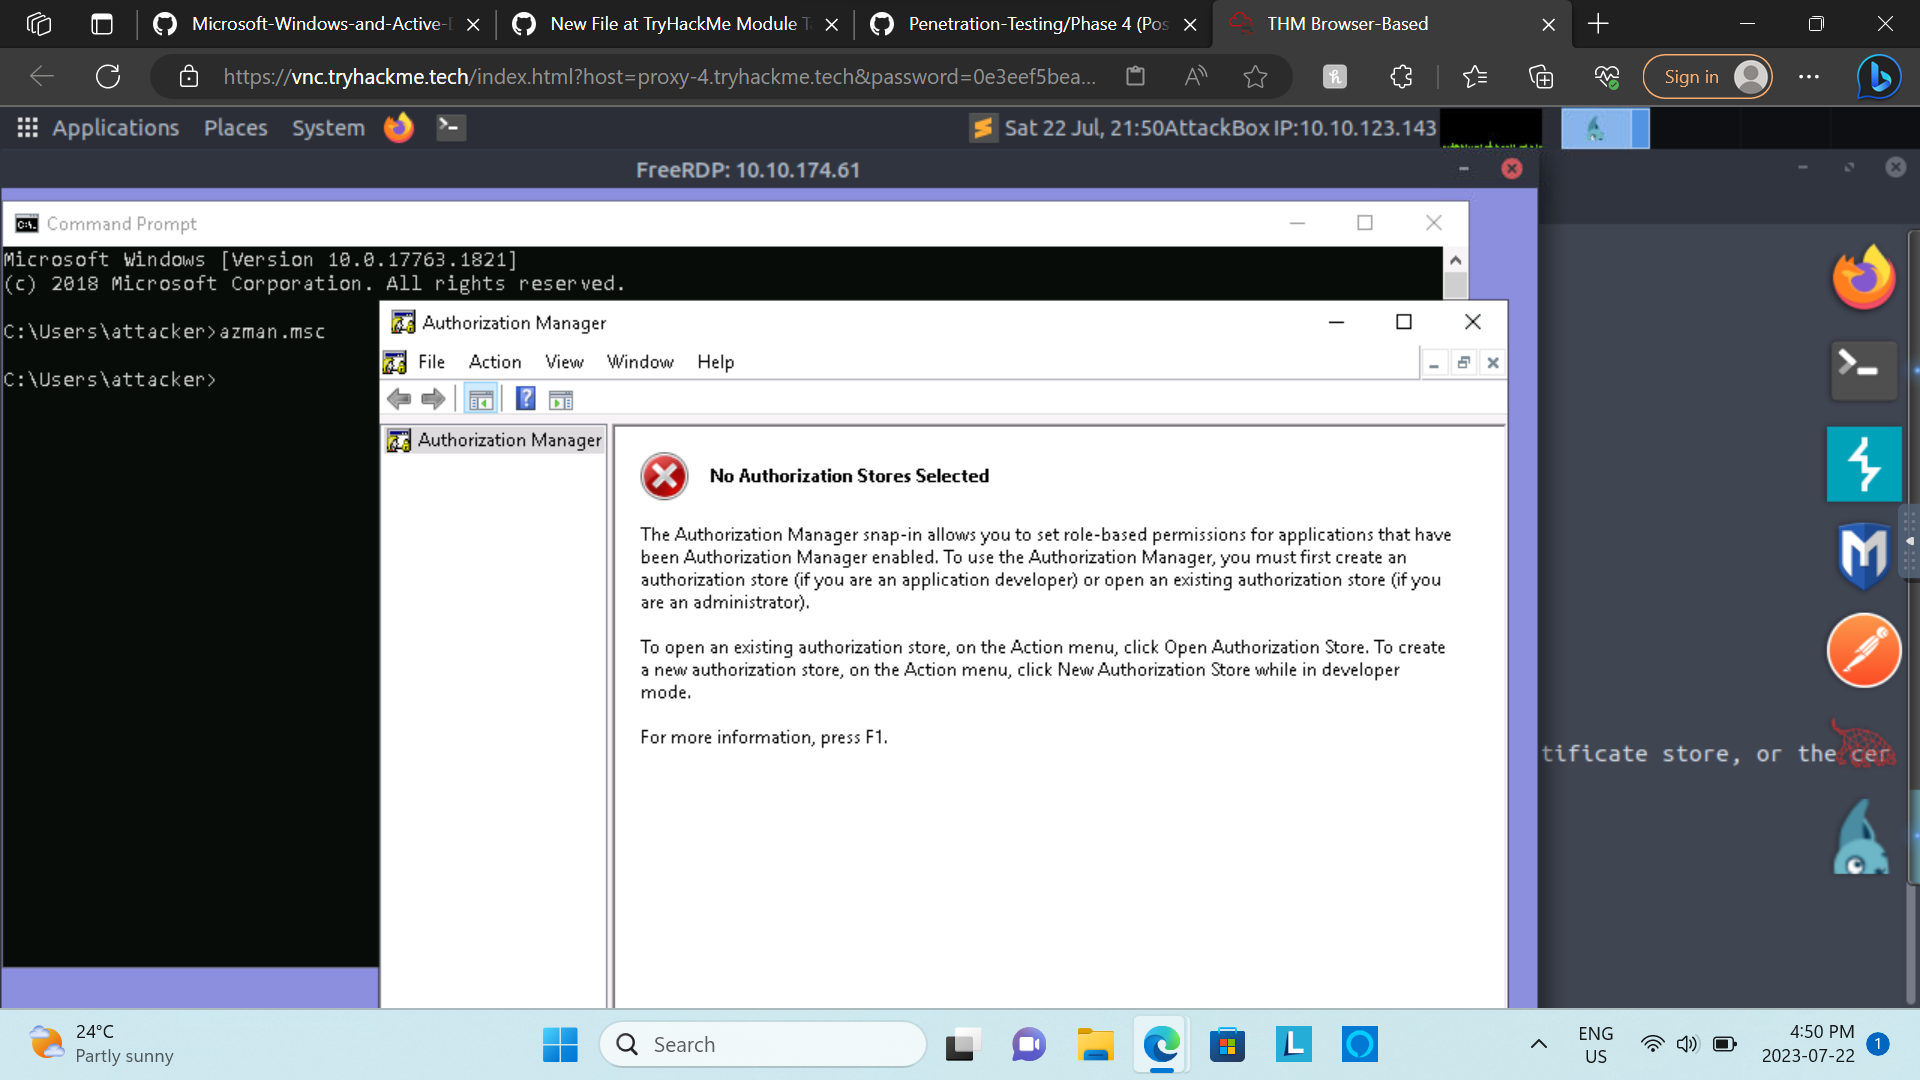 Microsoft-Windows-and-Active-D
New File at TryHackMe Module T
Penetration-Testing/Phase 4 (Pos
THM Browser-Based
https://vnc.tryhackme.tech/index.html?host=proxy-4.tryhackme.tech&password=0e3eef5bea...
Sign in
Applications Places System
Sat 22 Jul, 21:50 AttackBox IP:10.10.123.143
FreeRDP: 10.10.174.61
Command Prompt
Microsoft Windows [Version 10.0.17763.1821]
(c) 2018 Microsoft Corporation. All rights reserved.
C:\Users\attacker>azman.msc
C:\Users\attacker>
Authorization Manager
File Action View Window Help
Authorization Manager
No Authorization Stores Selected
The Authorization Manager snap-in allows you to set role-based permissions for applications that have
been Authorization Manager enabled. To use the Authorization Manager, you must first create an
authorization store (if you are an application developer) or open an existing authorization store (if you
are an administrator).
To open an existing authorization store, on the Action menu, click Open Authorization Store. To create
a new authorization store, on the Action menu, click New Authorization Store while in developer
mode.
For more information, press F1.
tificate store, or the cer
24°C
Partly sunny
Search
ENG
US
4:50 PM
2023-07-22
1